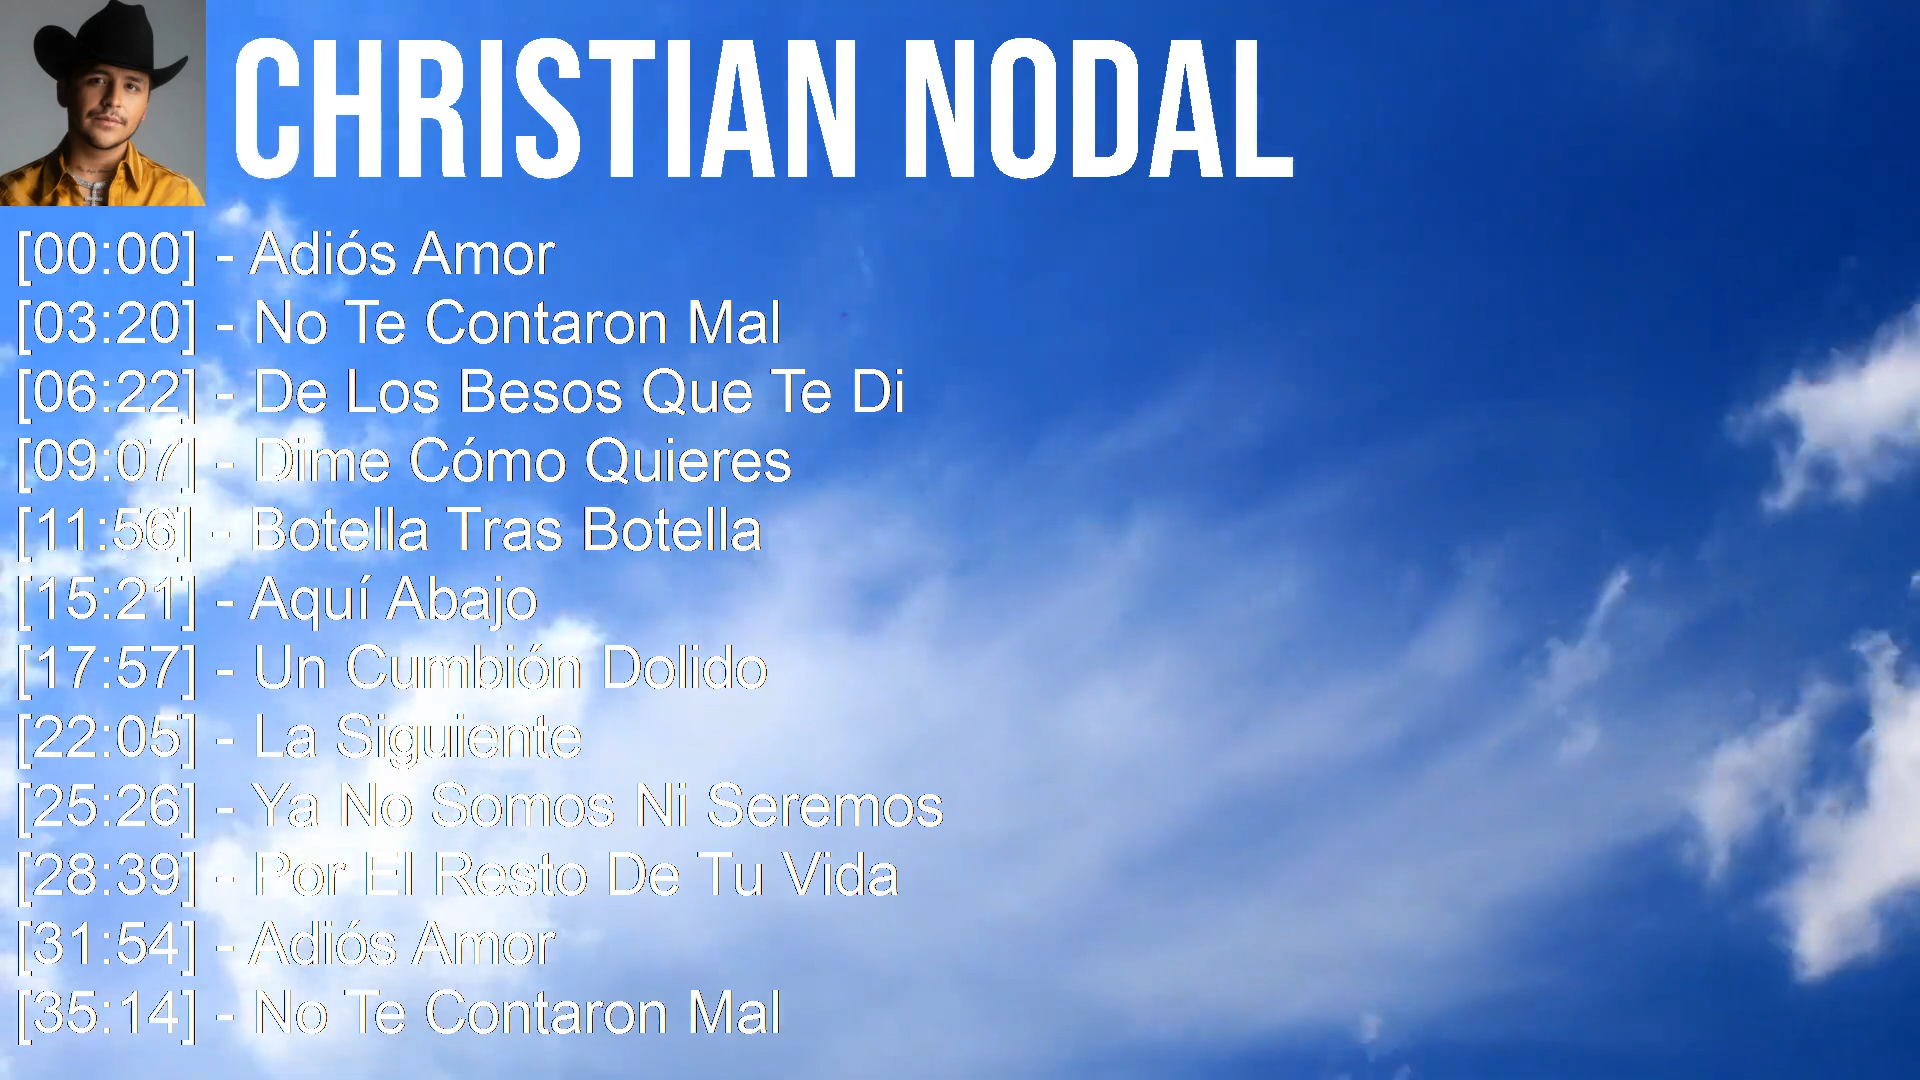 CHRISTIAN NODAL
[00:00] - Adiós Amor
[03:20] - No Te Contaron Mal
[06:22] - De Los Besos Que Te Di
[09:07] - Dime Cómo Quieres
[11:56] - Botella Tras Botella
[15:21] - Aquí Abajo
[17:57] - Un Cumbión Dolido
[22:05] - La Siguiente
[25:26] - Ya No Somos Ni Seremos
[28:39] - Por El Resto De Tu Vida
[31:54] - Adiós Amor
[35:14] - No Te Contaron Mal